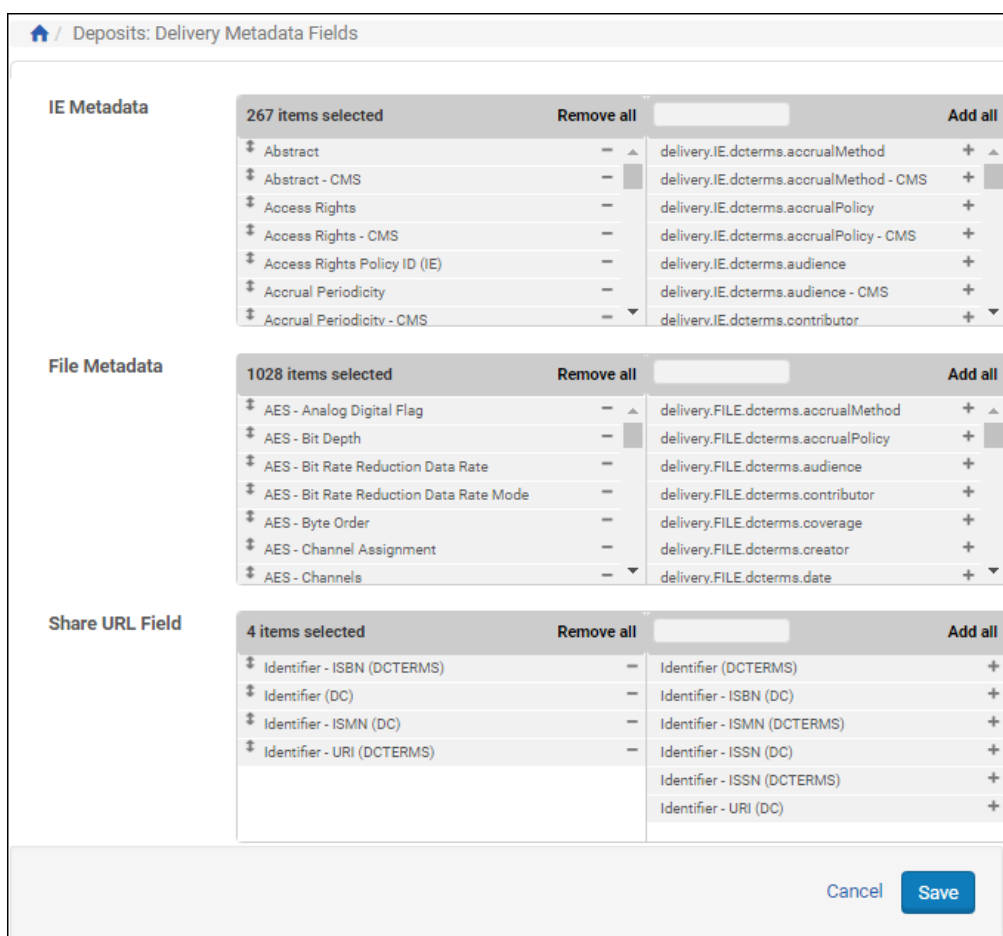 / Deposits: Delivery Metadata Fields
IE Metadata
267 items selected Remove all Add all
Abstract − delivery.IE.dcterms.accrualMethod +
Abstract - CMS − delivery.IE.dcterms.accrualMethod - CMS +
Access Rights − delivery.IE.dcterms.accrualPolicy +
Access Rights - CMS − delivery.IE.dcterms.accrualPolicy - CMS +
Access Rights Policy ID (IE) − delivery.IE.dcterms.audience +
Accrual Periodicity − delivery.IE.dcterms.audience - CMS +
Accrual Periodicity - CMS − delivery.IE.dcterms.contributor +
File Metadata
1028 items selected Remove all Add all
AES - Analog Digital Flag − delivery.FILE.dcterms.accrualMethod +
AES - Bit Depth − delivery.FILE.dcterms.accrualPolicy +
AES - Bit Rate Reduction Data Rate − delivery.FILE.dcterms.audience +
AES - Bit Rate Reduction Data Rate Mode − delivery.FILE.dcterms.contributor +
AES - Byte Order − delivery.FILE.dcterms.coverage +
AES - Channel Assignment − delivery.FILE.dcterms.creator +
AES - Channels − delivery.FILE.dcterms.date +
Share URL Field
4 items selected Remove all Add all
Identifier - ISBN (DCTERMS) − Identifier (DCTERMS) +
Identifier (DC) − Identifier - ISBN (DC) +
Identifier - ISMN (DC) − Identifier - ISMN (DCTERMS) +
Identifier - URI (DCTERMS) − Identifier - ISSN (DC) +
Identifier - ISSN (DCTERMS) +
Identifier - URI (DC) +
Cancel Save